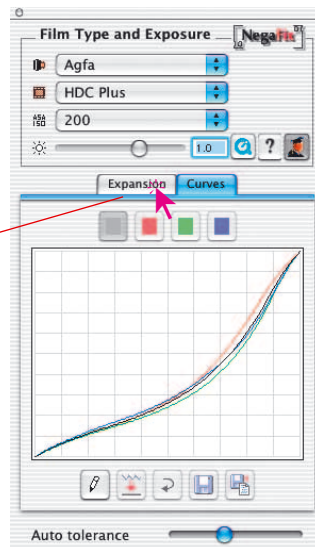 Film Type and Exposure
NegaFix
Agfa
HDC Plus
ASA
ISO
200
1.0
?
Expansion
Curves
Auto tolerance